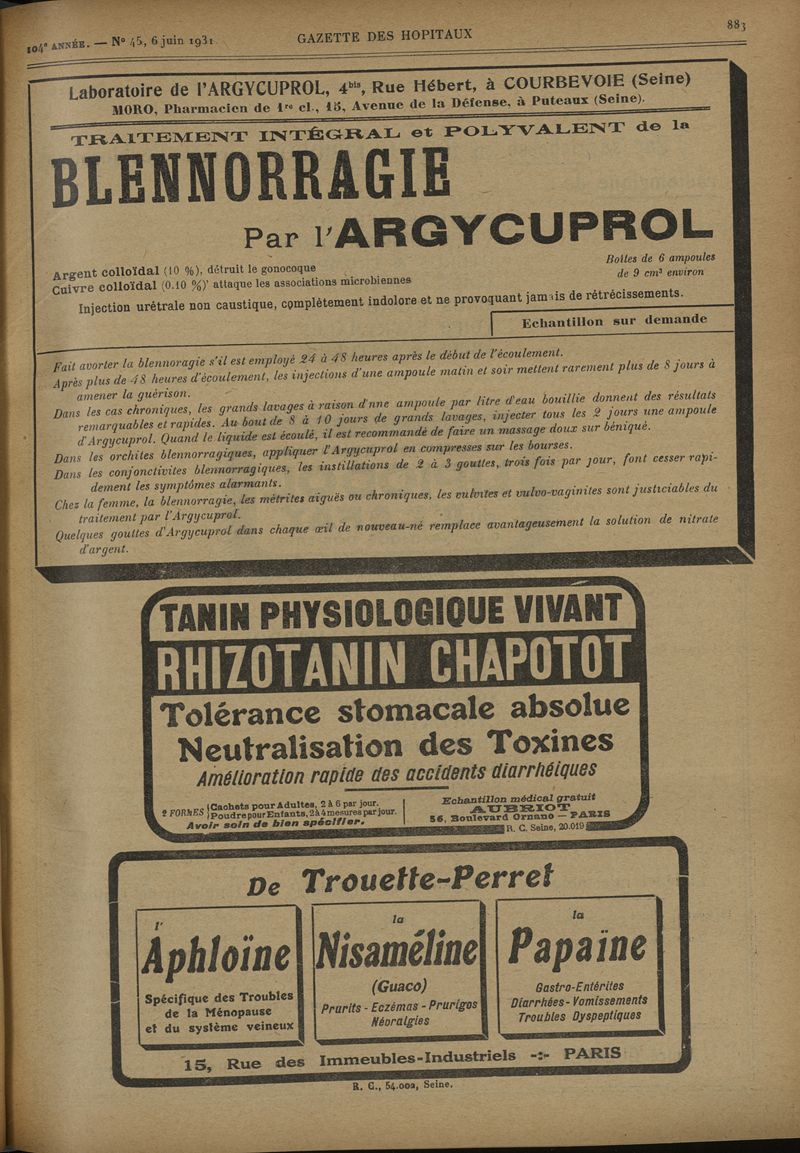 104e ANNÉE. — No 45, 6 juin 1931. GAZETTE DES HOPITAUX 883
Laboratoire de l'ARGYCUPROL, 4bis, Rue Hébert, à COURBEVOIE (Seine)
MORO, Pharmacien de 1re cl., 15, Avenue de la Défense, à Puteaux (Seine).
TRAITEMENT INTÉGRAL et POLYVALENT de la
BLENNORRAGIE
Par l'ARGYCUPROL
Argent colloïdal (10 %), détruit le gonocoque
Cuivre colloïdal (0.10 %) attaque les associations microbiennes
Boîtes de 6 ampoules
de 9 cm³ environ
Injection urétrale non caustique, complètement indolore et ne provoquant jamais de rétrécissements.
Echantillon sur demande
Fait avorter la blennoragie s'il est employé 24 à 48 heures après le début de l'écoulement.
Après plus de 48 heures d'écoulement, les injections d'une ampoule matin et soir mettent rarement plus de 8 jours à
amener la guérison.
Dans les cas chroniques, les grands lavages à raison d'nne ampoule par litre d'eau bouillie donnent des résultats
remarquables et rapides. Au bout de 8 à 10 jours de grands lavages, injecter tous les 2 jours une ampoule
d'Argycuprol. Quand le liquide est écoulé, il est recommandé de faire un massage doux sur béniqué.
Dans les orchites blennorragiques, appliquer l'Argycuprol en compresses sur les bourses.
Dans les conjonctivites blennorragiques, les instillations de 2 à 3 gouttes, trois fois par jour, font cesser rapi-
dement les symptômes alarmants.
Chez la femme, la blennorragie, les métrites aiguës ou chroniques, les vulvites et vulvo-vaginites sont justiciables du
traitement par l'Argycuprol.
Quelques gouttes d'Argycuprol dans chaque œil de nouveau-né remplace avantageusement la solution de nitrate
d'argent.
TANIN PHYSIOLOGIQUE VIVANT
RHIZOTANIN CHAPOTOT
Tolérance stomacale absolue
Neutralisation des Toxines
Amélioration rapide des accidents diarrhéiques
2 FORMES
Cachets pour Adultes, 2 à 6 par jour.
Poudre pour Enfants, 2 à 4 mesures par jour.
Avoir soin de bien spécifier.
Echantillon médical gratuit
AUBRIOT
56, Boulevard Ornano — PARIS
R. C. Seine, 20.019
De Trouette-Perret
l'
Aphloïne
Spécifique des Troubles
de la Ménopause
et du système veineux
la
Nisaméline
(Guaco)
Prurits - Eczémas - Prurigos
Névralgies
la
Papaïne
Gastro-Entérites
Diarrhées - Vomissements
Troubles Dyspeptiques
15, Rue des Immeubles-Industriels -:- PARIS
R. C., 54.002, Seine.